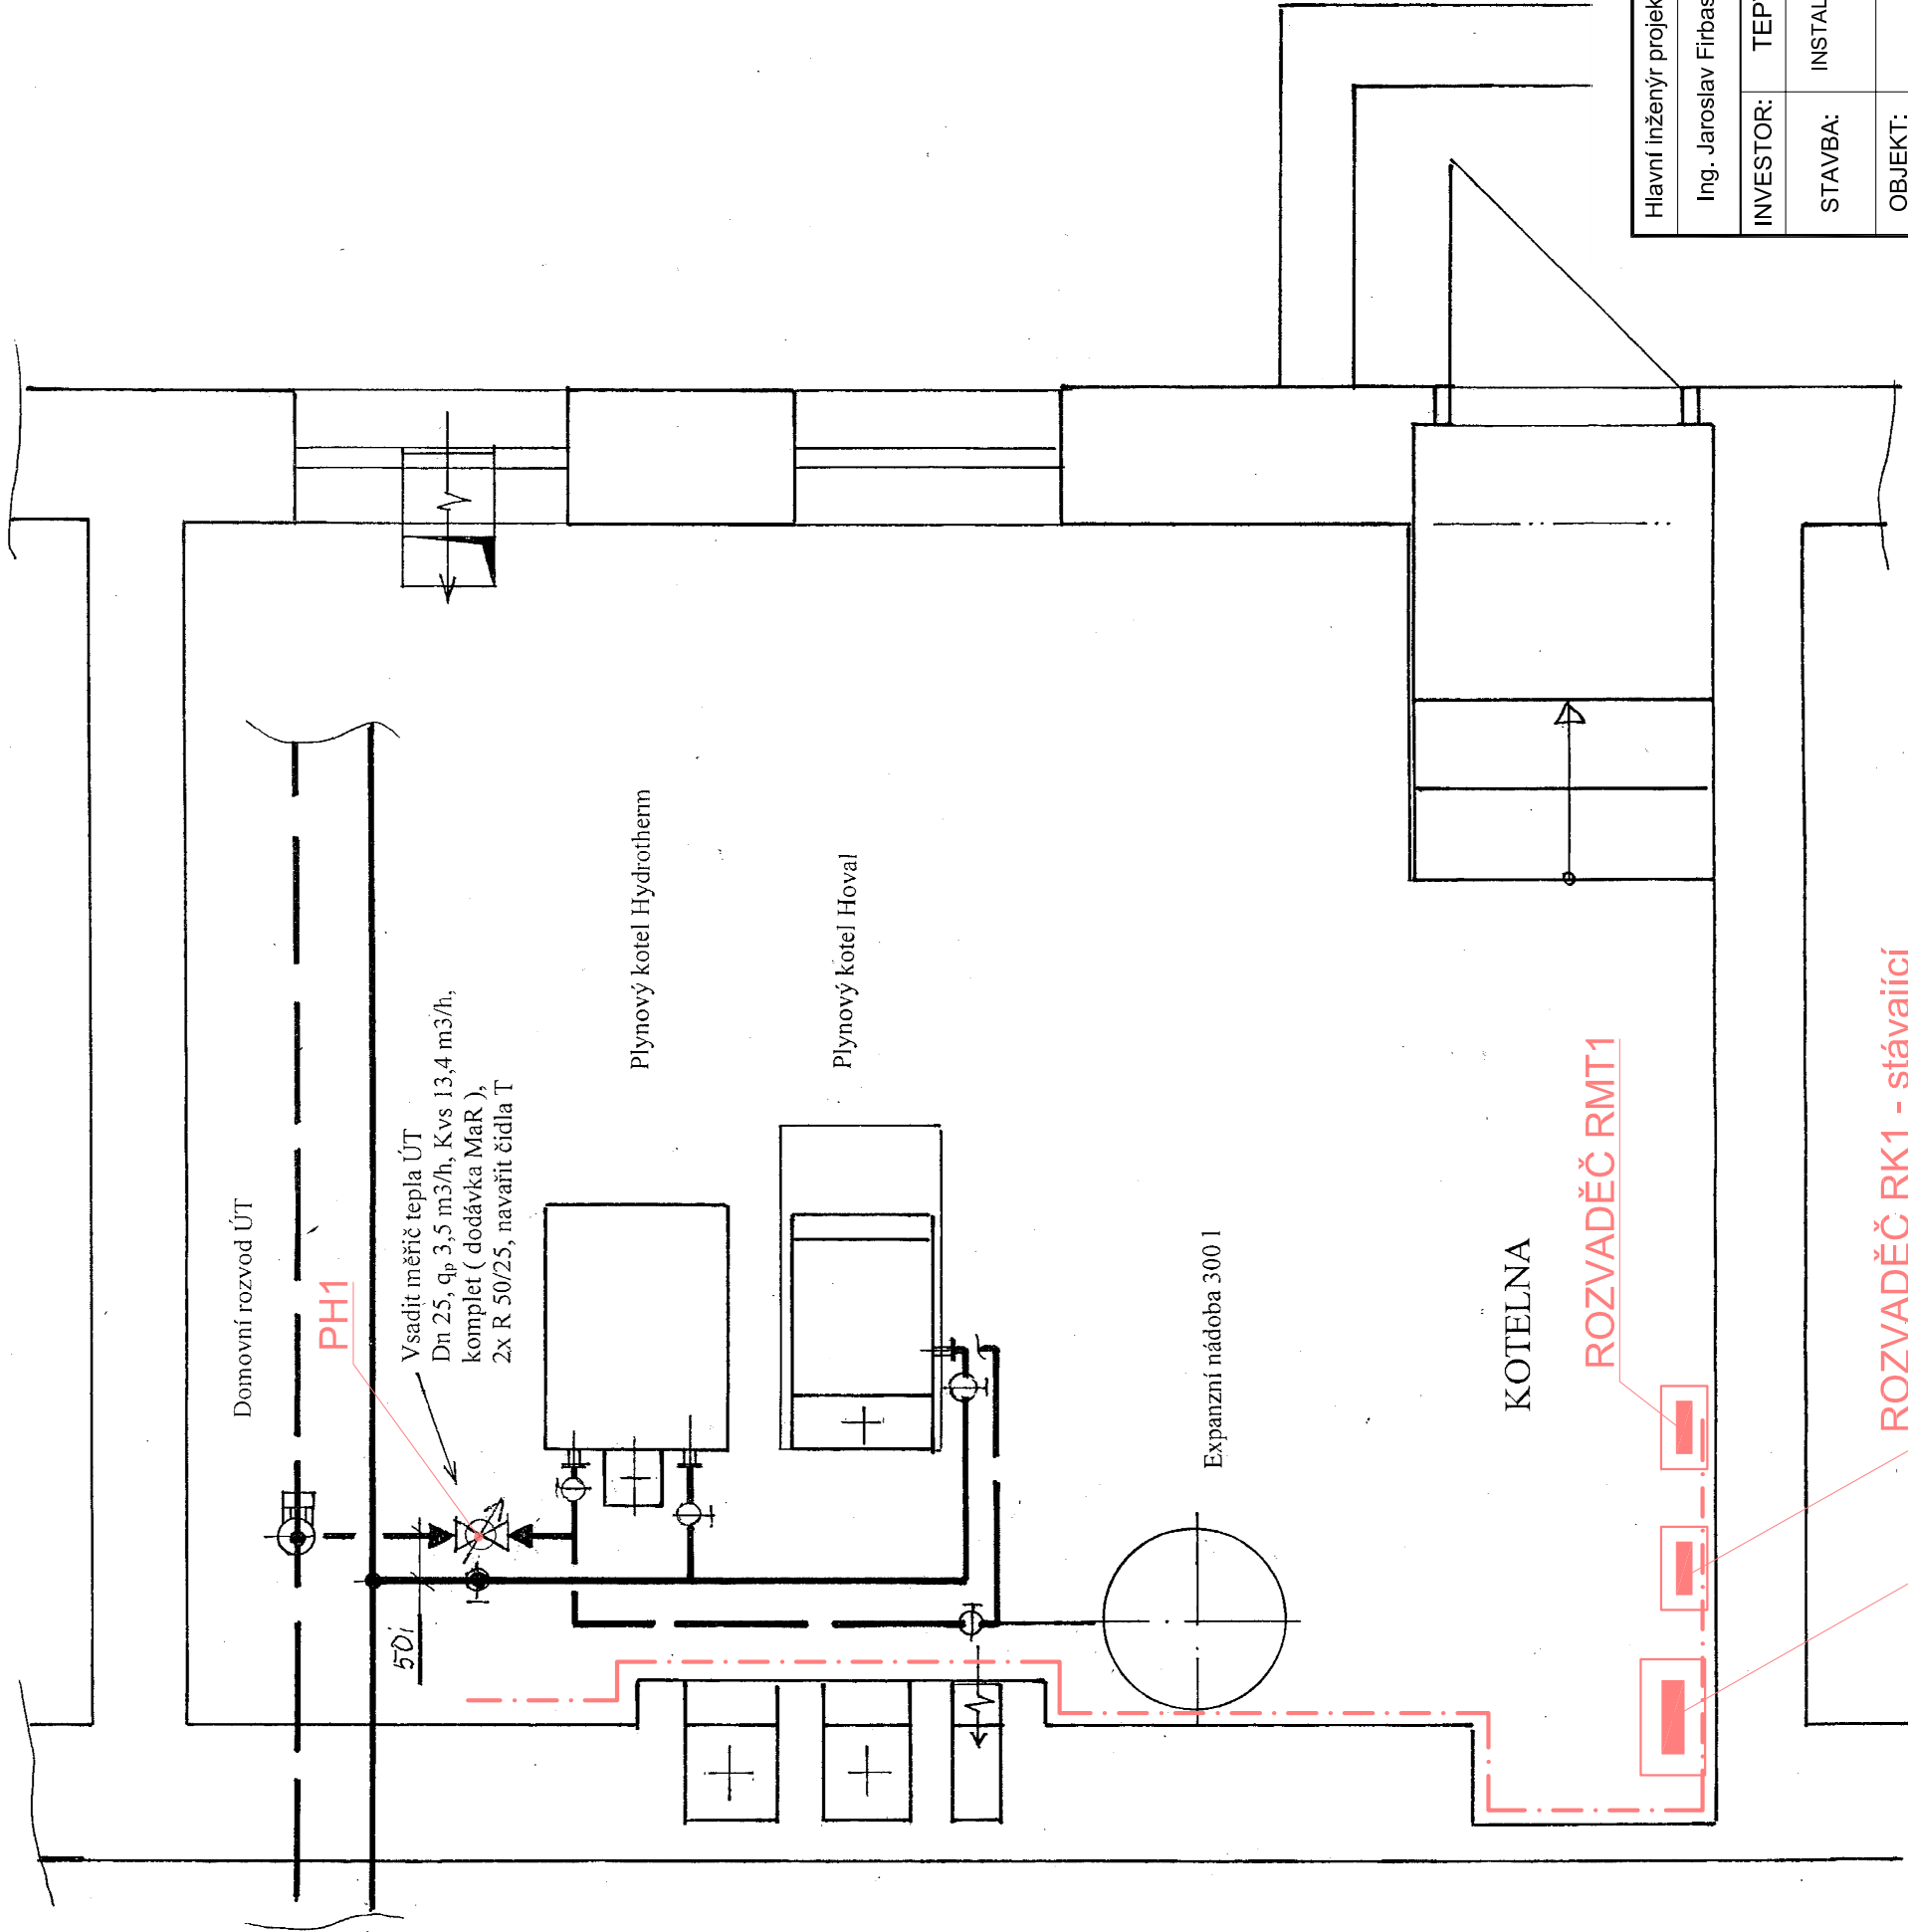 Domovní rozvod ÚT
PH1
Vsadit měřič tepla ÚT
Dn 25, qp 3,5 m3/h, Kvs 13,4 m3/h,
komplet ( dodávka MaR ),
2x R 50/25, navařit čidla T
50i
Plynový kotel Hydrotherm
Plynový kotel Hoval
Expanzní nádoba 300 l
KOTELNA
ROZVADĚČ RMT1
ROZVADĚČ RK1 - stávající
Hlavní inženýr projek
Ing. Jaroslav Firbas
INVESTOR: TEP
STAVBA: INSTAL
OBJEKT: